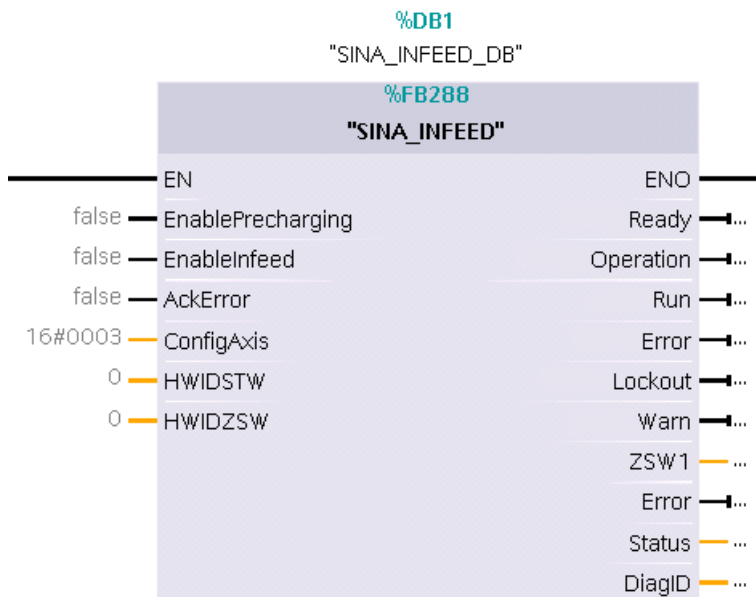 %DB1
"SINA_INFEED_DB"
%FB288
"SINA_INFEED"
EN ENO
false EnablePrecharging Ready ...
false EnableInfeed Operation ...
false AckError Run ...
16#0003 ConfigAxis Error ...
0 HWIDSTW Lockout ...
0 HWIDZSW Warn ...
ZSW1 ...
Error ...
Status ...
DiagID ...